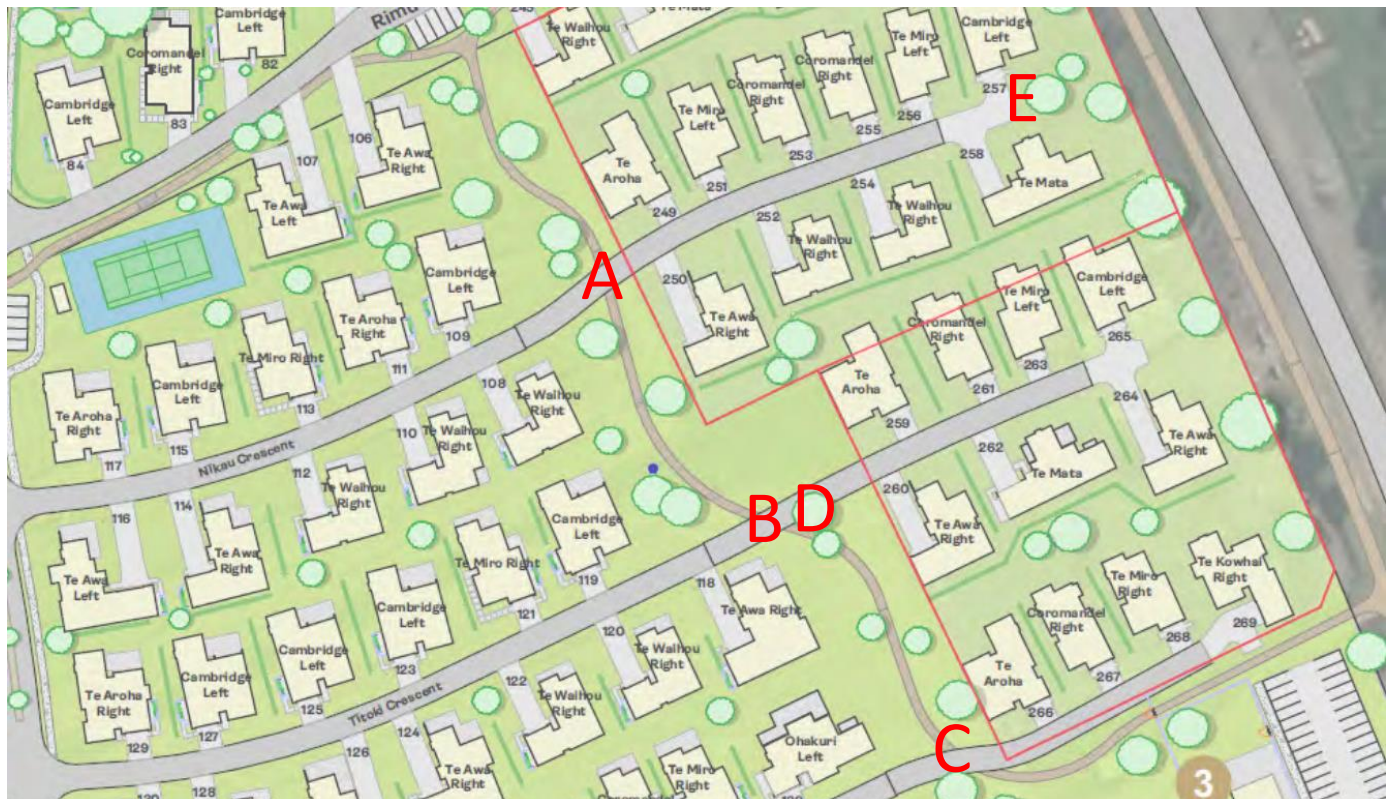 249
Te Waihou
Right
Te Mata
Cambridge
Left
Rimu
Cambridge
Left
82
Coromandel
Right
83
Cambridge
Left
84
Te Miro
Left
256
257
E
Coromandel
Right
255
Coromandel
Right
253
Te Miro
Left
251
Te
Aroha
249
106
Te Awa
Right
107
Te Awa
Left
258
Te Mata
254
Te Waihou
Right
252
Te Waihou
Right
250
Te Awa
Right
A
Cambridge
Left
109
Te Aroha
Right
111
Te Miro Right
113
Cambridge
Left
115
Te Aroha
Right
117
Nikau Crescent
108
Te Waihou
Right
110
Te Waihou
Right
112
Te Waihou
Right
114
Te Awa
Right
116
Te Awa
Left
Cambridge
Left
265
Te Miro
Left
263
Coromandel
Right
261
Te
Aroha
259
264
Te Awa
Right
262
Te Mata
260
Te Awa
Right
B
D
Cambridge
Left
119
Te Miro Right
121
Cambridge
Left
123
Cambridge
Left
125
Cambridge
Left
127
Te Aroha
Right
129
Titoki Crescent
118
Te Awa Right
120
Te Waihou
Right
122
Te Waihou
Right
124
Te Awa
Right
126
128
Te Kowhai
Right
269
Te Miro
Right
268
Coromandel
Right
267
Te
Aroha
266
C
Ohakuri
Left
Te Miro
Right
3